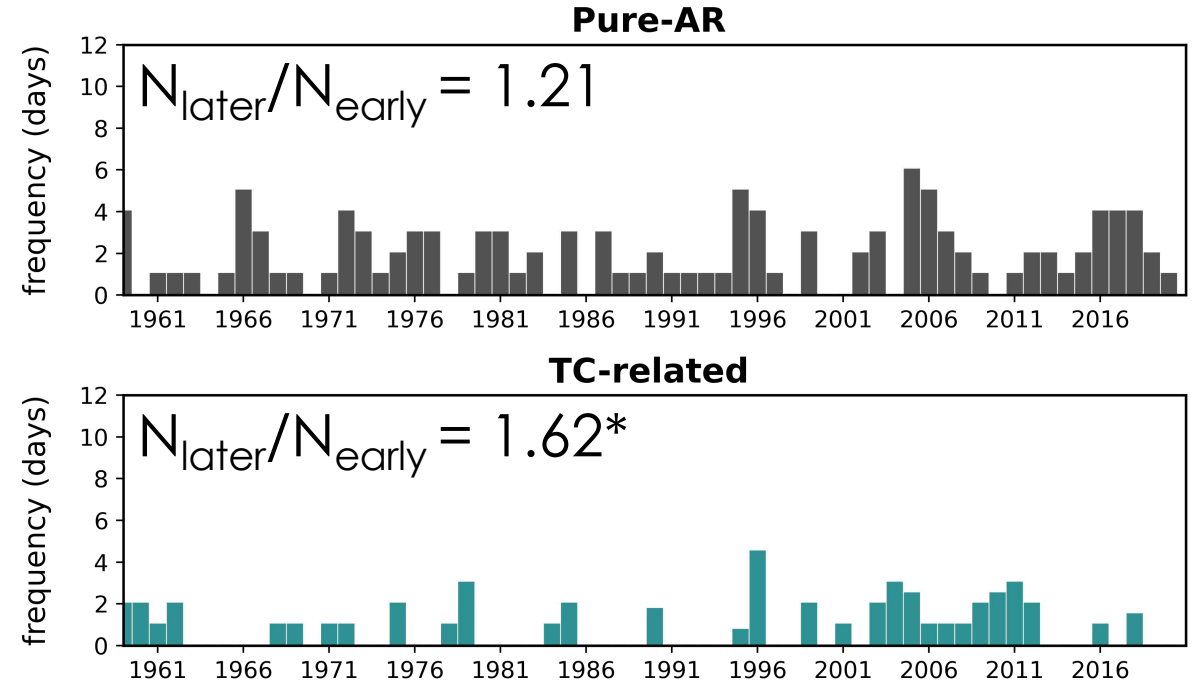 Pure-AR
12
10
8
6
4
2
0
frequency (days)
Nlater/Nearly = 1.21
1961 1966 1971 1976 1981 1986 1991 1996 2001 2006 2011 2016
TC-related
12
10
8
6
4
2
0
frequency (days)
Nlater/Nearly = 1.62*
1961 1966 1971 1976 1981 1986 1991 1996 2001 2006 2011 2016